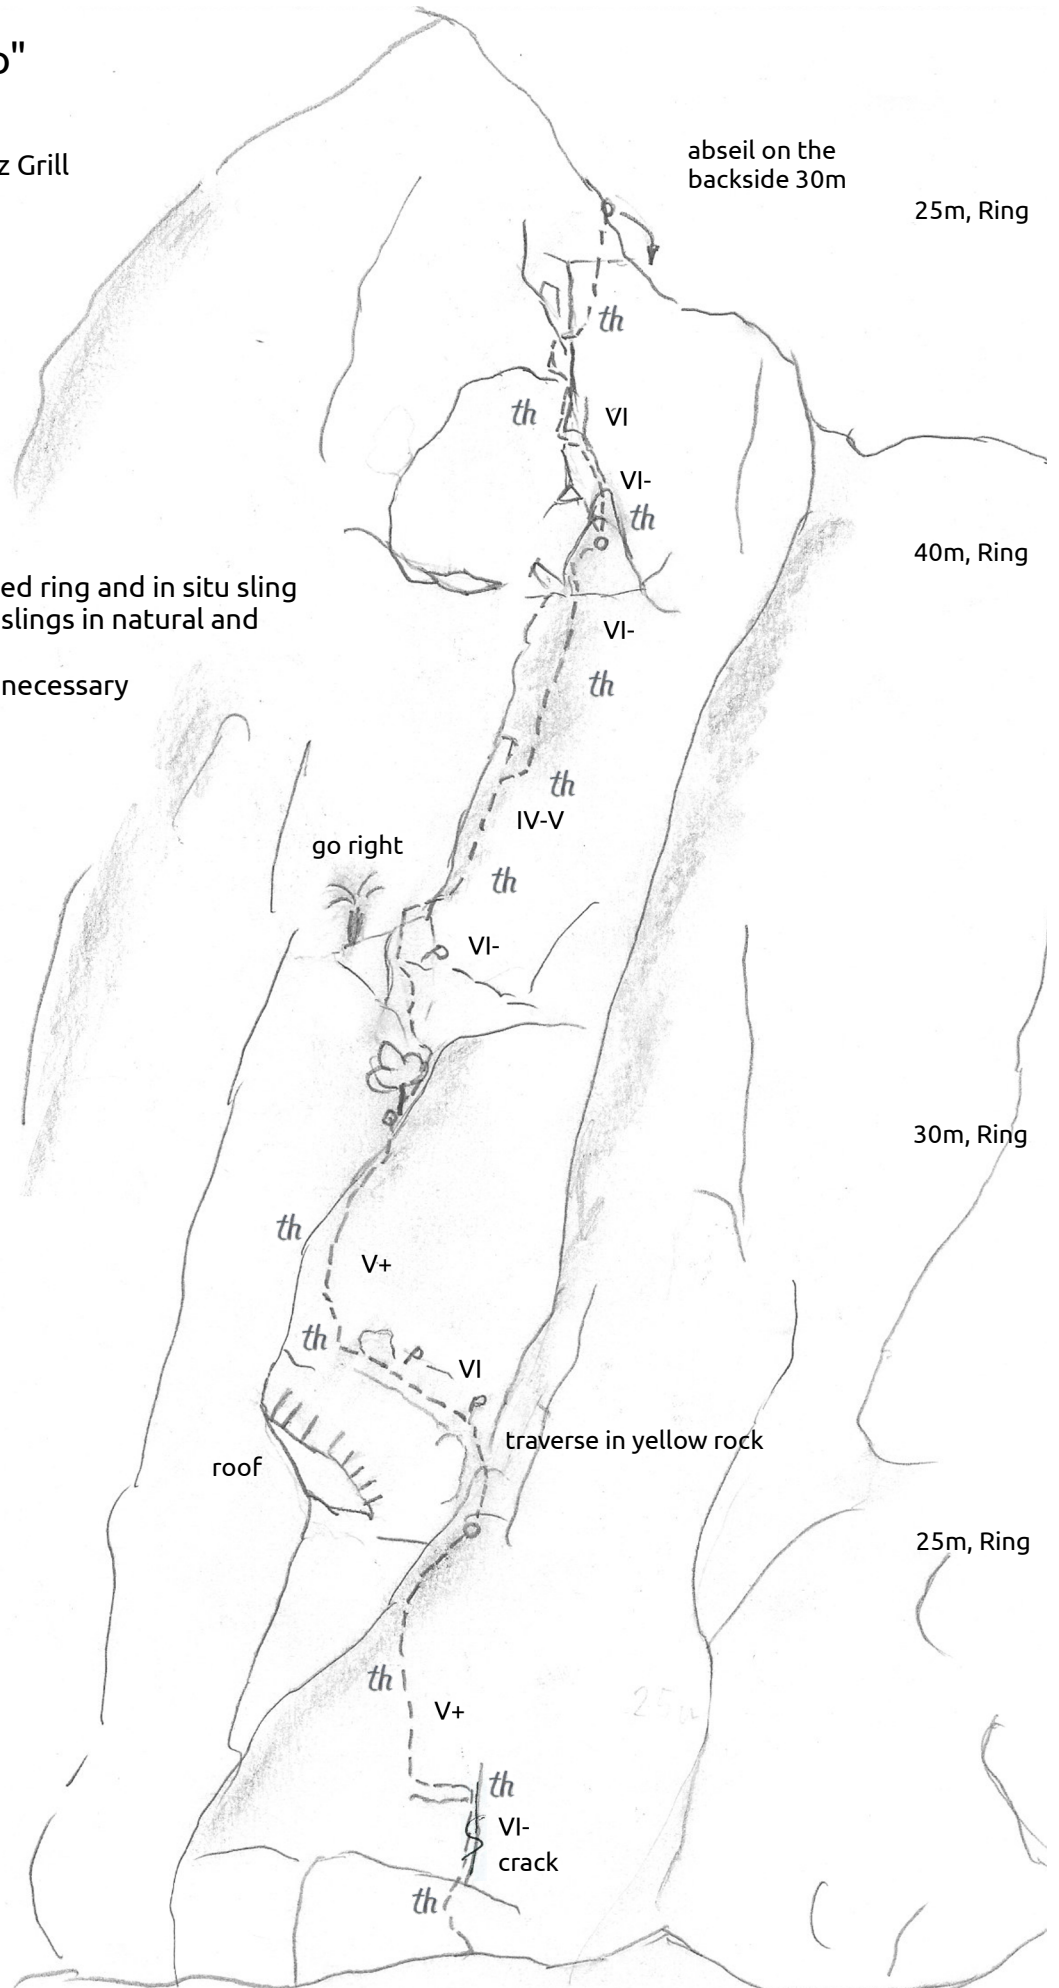 o"
z Grill
abseil on the
backside 30m
25m, Ring
th
th
VI
VI-
th
40m, Ring
ed ring and in situ sling
slings in natural and
VI-
necessary
th
th
IV-V
go right
th
VI-
30m, Ring
th
V+
th
VI
traverse in yellow rock
roof
25m, Ring
th
V+
th
VI-
crack
th